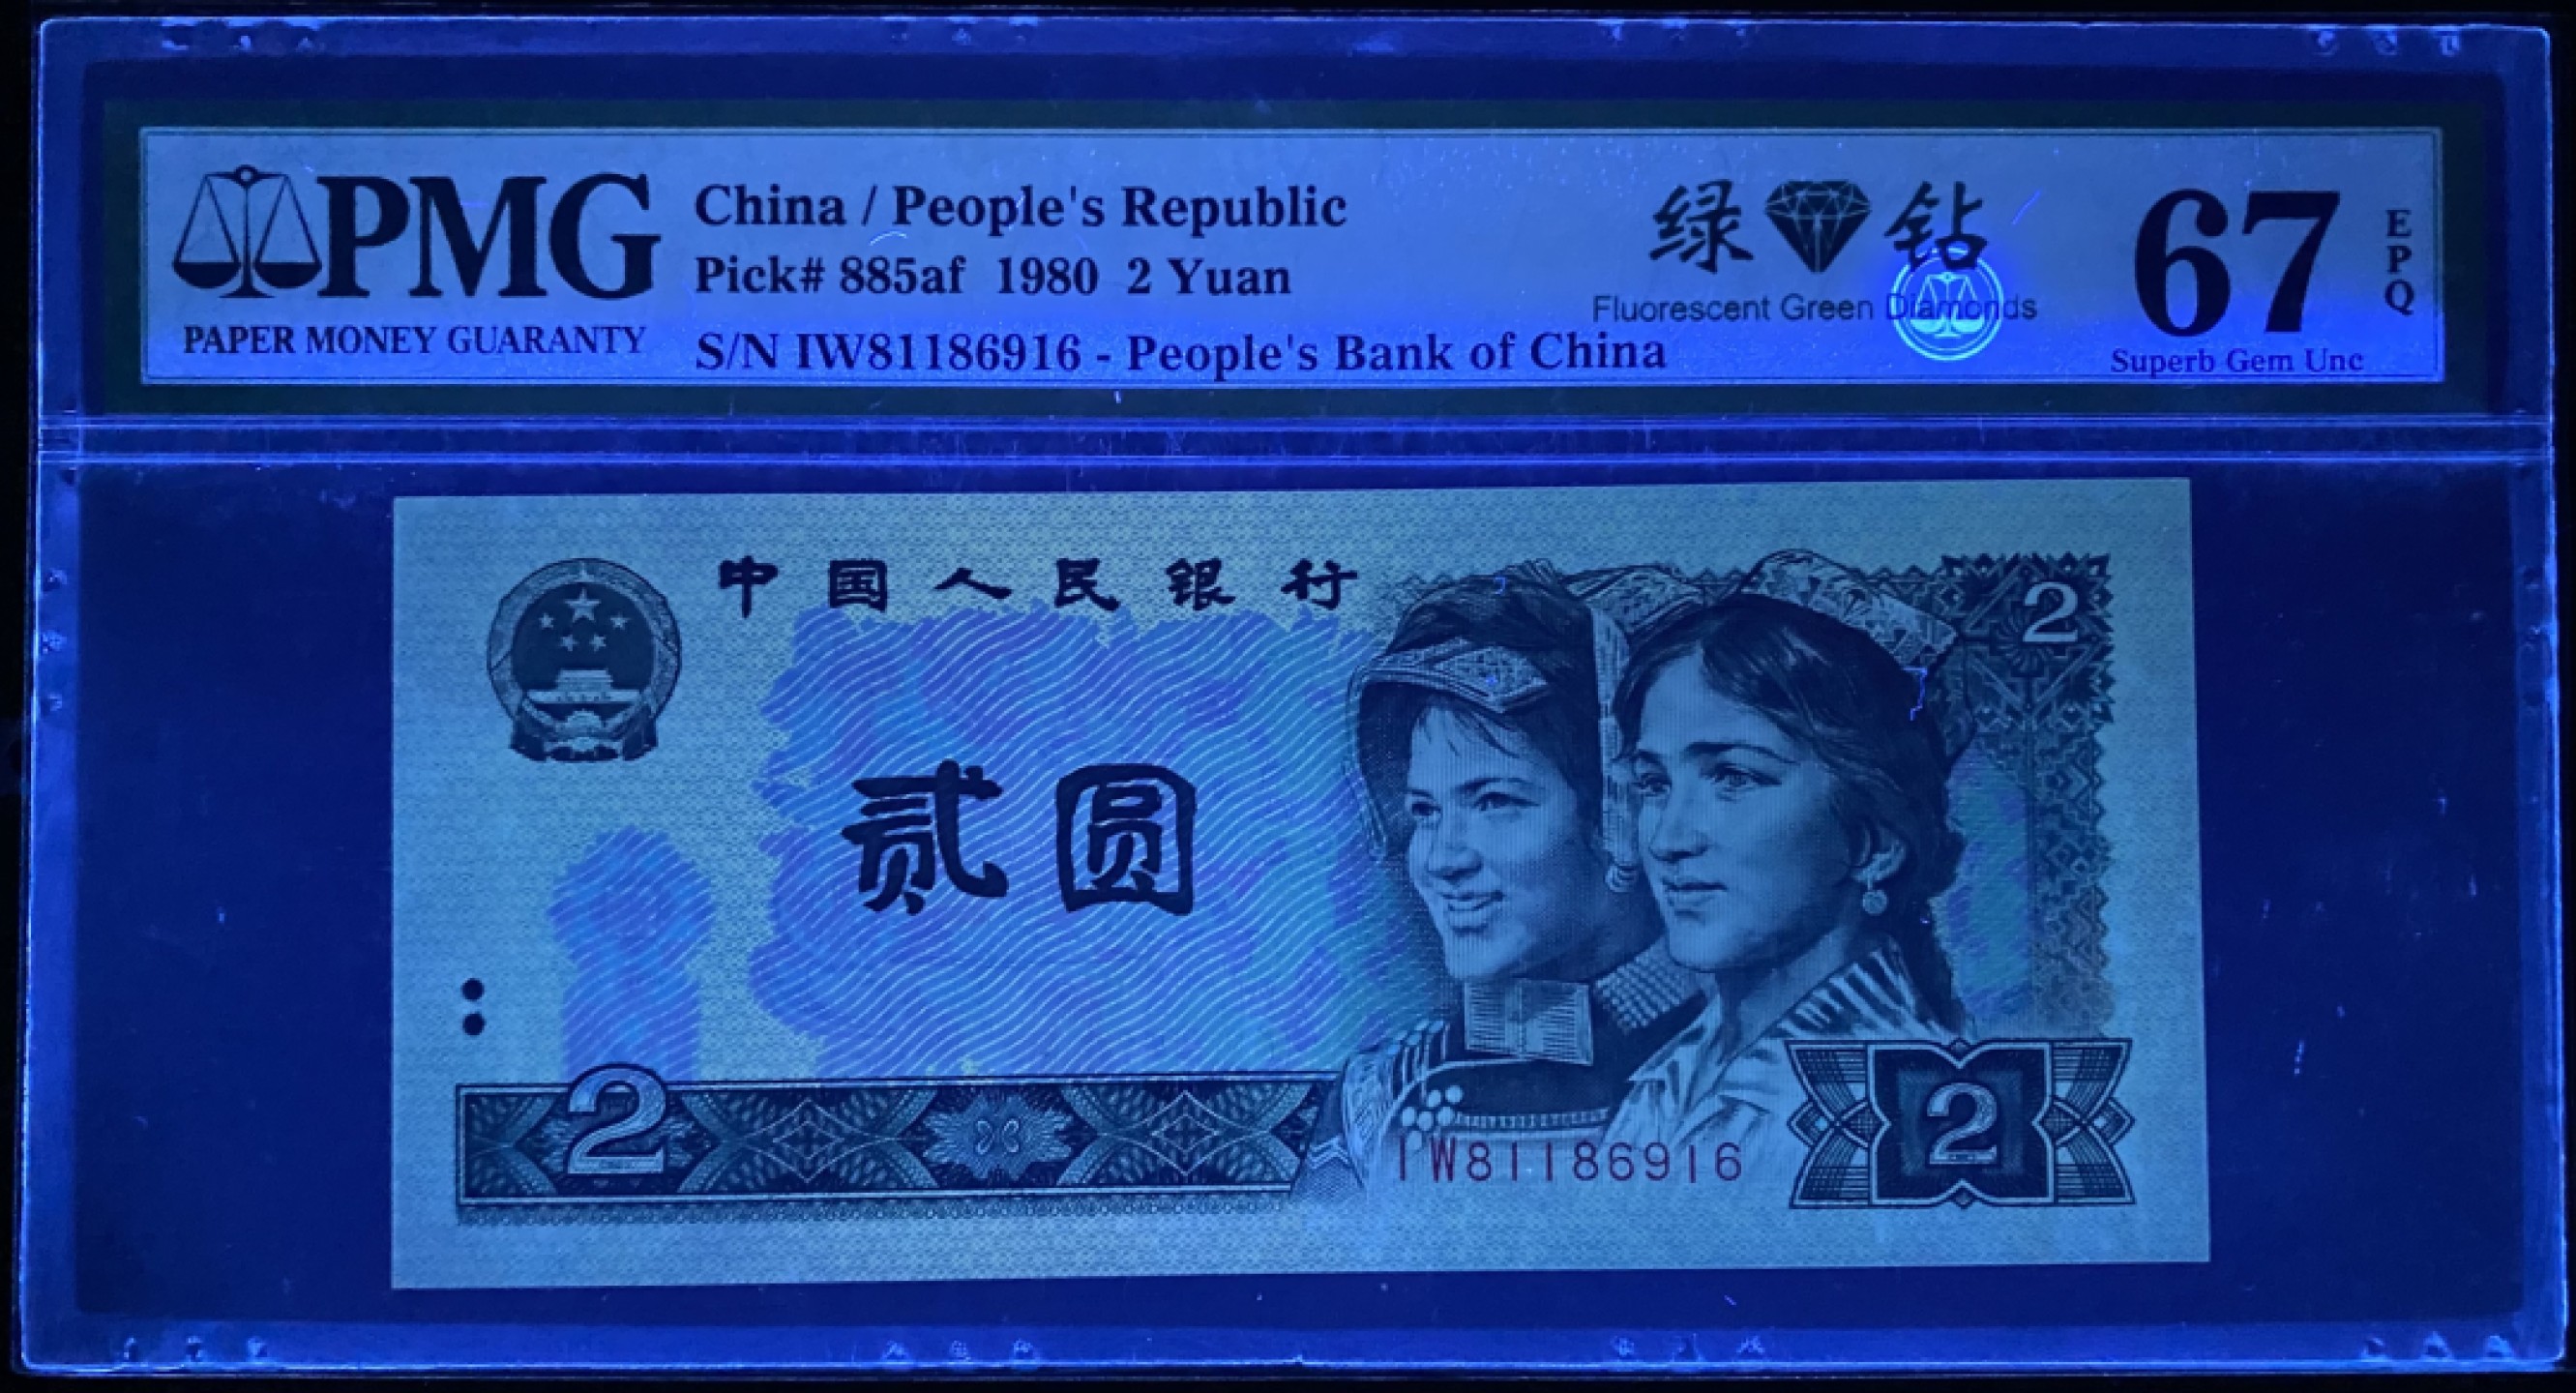 PMG
PAPER MONEY GUARANTY
China / People's Republic
Pick# 885af 1980 2 Yuan
S/N IW81186916 - People's Bank of China
绿钻
Fluorescent Green Diamonds
67
EPQ
Superb Gem Unc
中国人民银行
2
贰圆
2
IW81186916
2